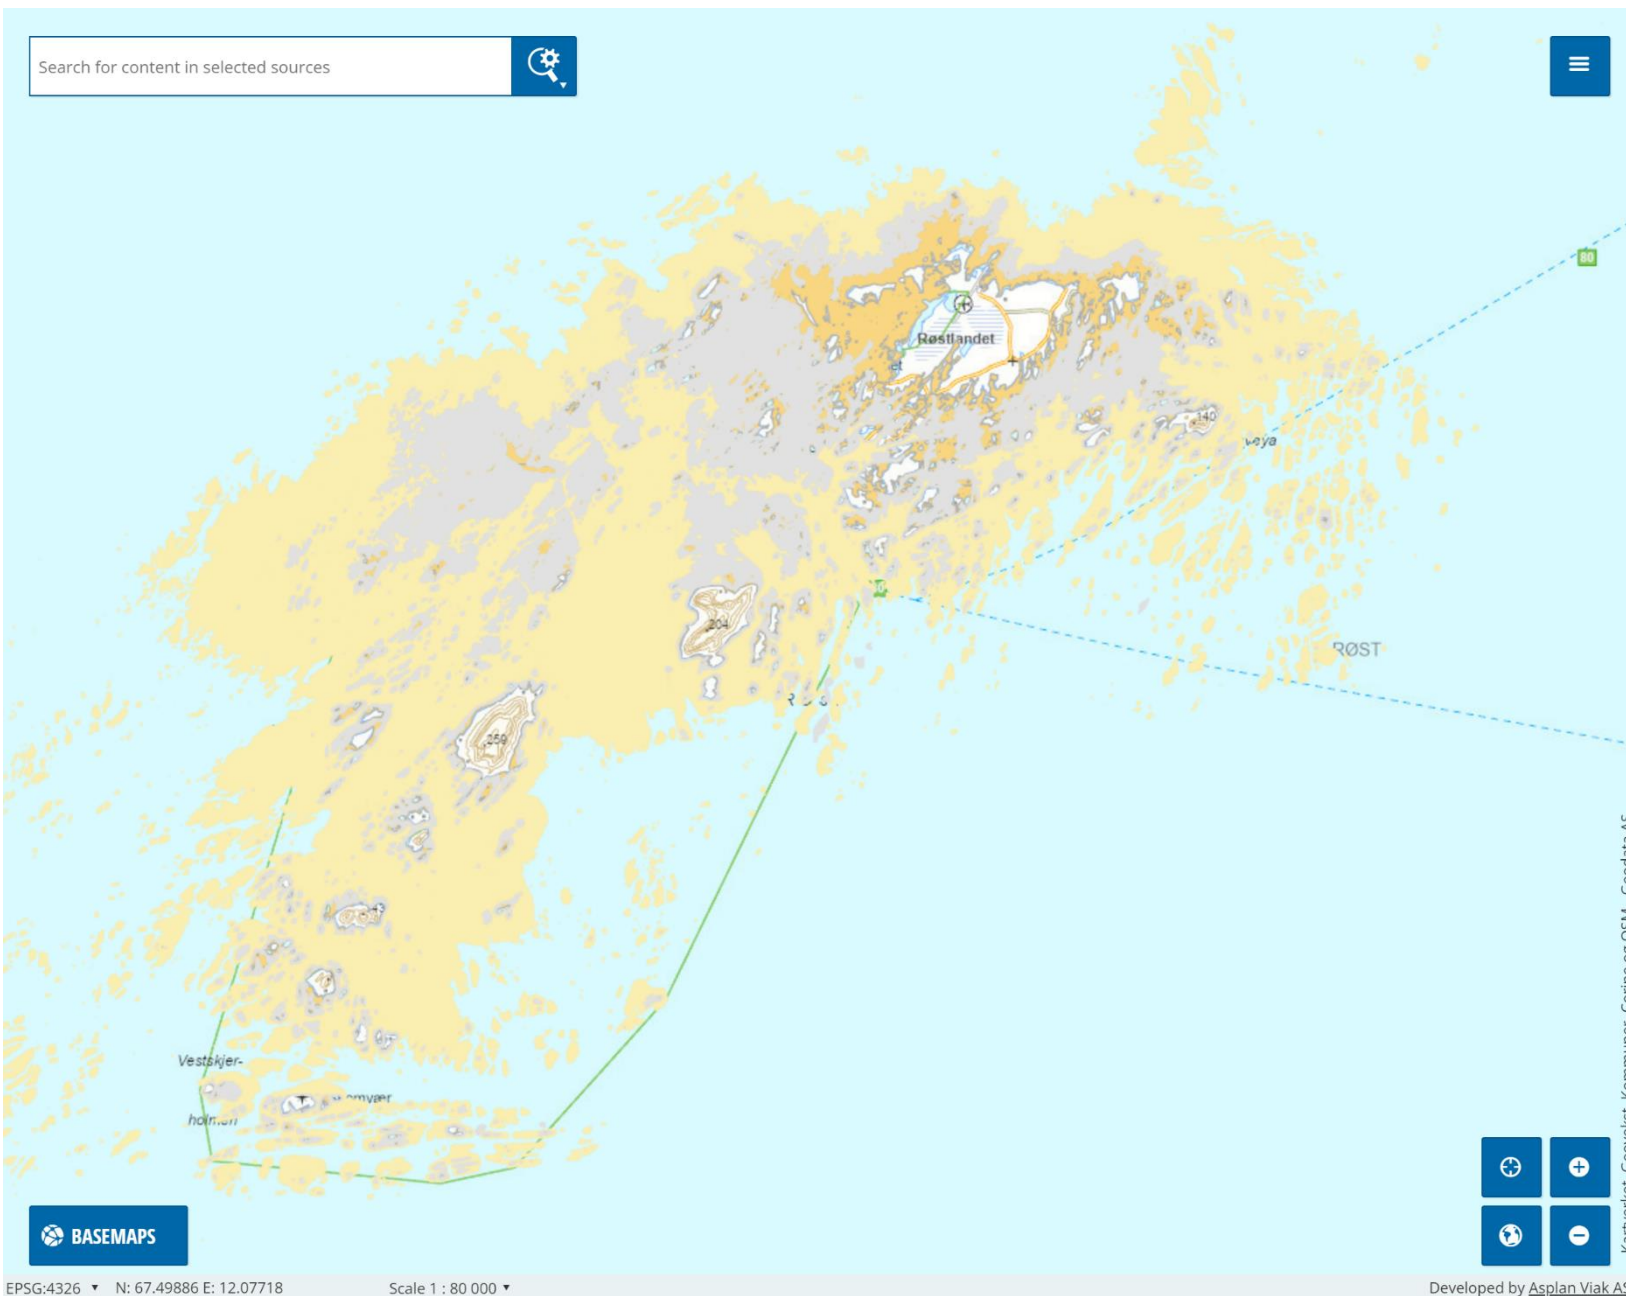 Search for content in selected sources
80
Røstlandet
140
RØST
204
259
Vestskjer-
BASEMAPS
EPSG:4326 N: 67.49886 E: 12.07718 Scale 1 : 80 000
Developed by Asplan Viak AS